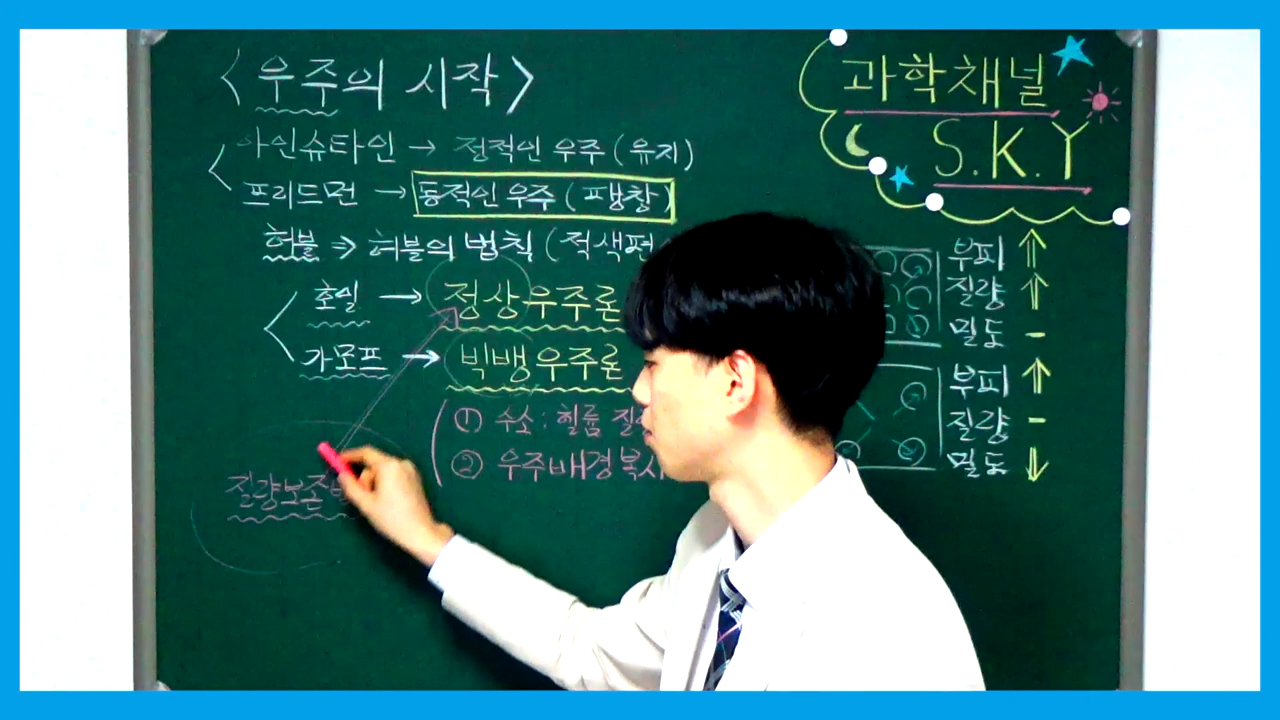 <우주의 시작>
아인슈타인 → 정적인 우주 (유지)
프리드먼 → 동적인 우주 (팽창)
허블 ⇒ 허블의 법칙 (적색편
호일 → 정상우주론
가모프 → 빅뱅우주론
① 수소 : 헬륨 질량
② 우주배경복사
질량보존
과학채널
S.K.Y
부피 ⇑
질량 ⇑
밀도 -
부피 ⇑
질량 -
밀도 ⇓